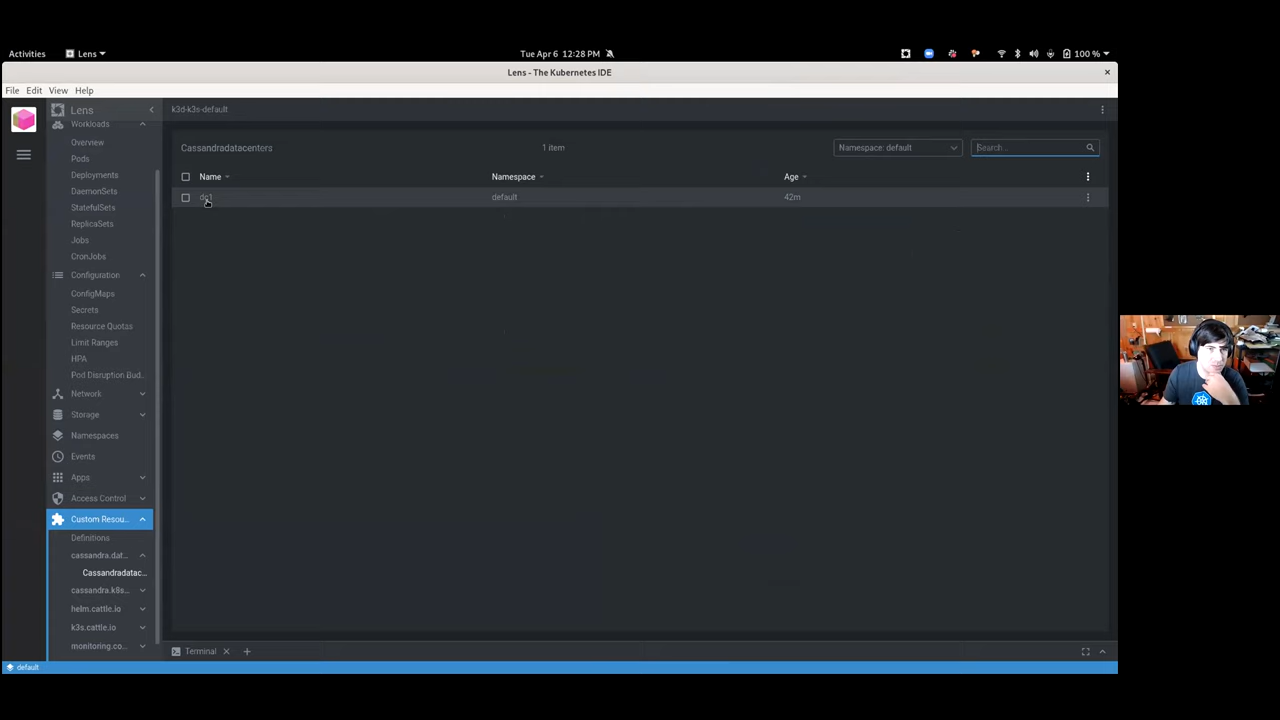 Activities Lens Tue Apr 6 12:28 PM 100 %
Lens - The Kubernetes IDE
File Edit View Help
Lens k3d-k3s-default
Workloads
Overview
Pods
Deployments
DaemonSets
StatefulSets
ReplicaSets
Jobs
CronJobs
Configuration
ConfigMaps
Secrets
Resource Quotas
Limit Ranges
HPA
Pod Disruption Bud..
Network
Storage
Namespaces
Events
Apps
Access Control
Custom Resou...
Definitions
cassandra.dat...
Cassandradatac...
cassandra.k8s...
helm.cattle.io
k3s.cattle.io
monitoring.co...
Cassandradatacenters 1 item Namespace: default Search...
Name Namespace Age
dc1 default 42m
Terminal
default